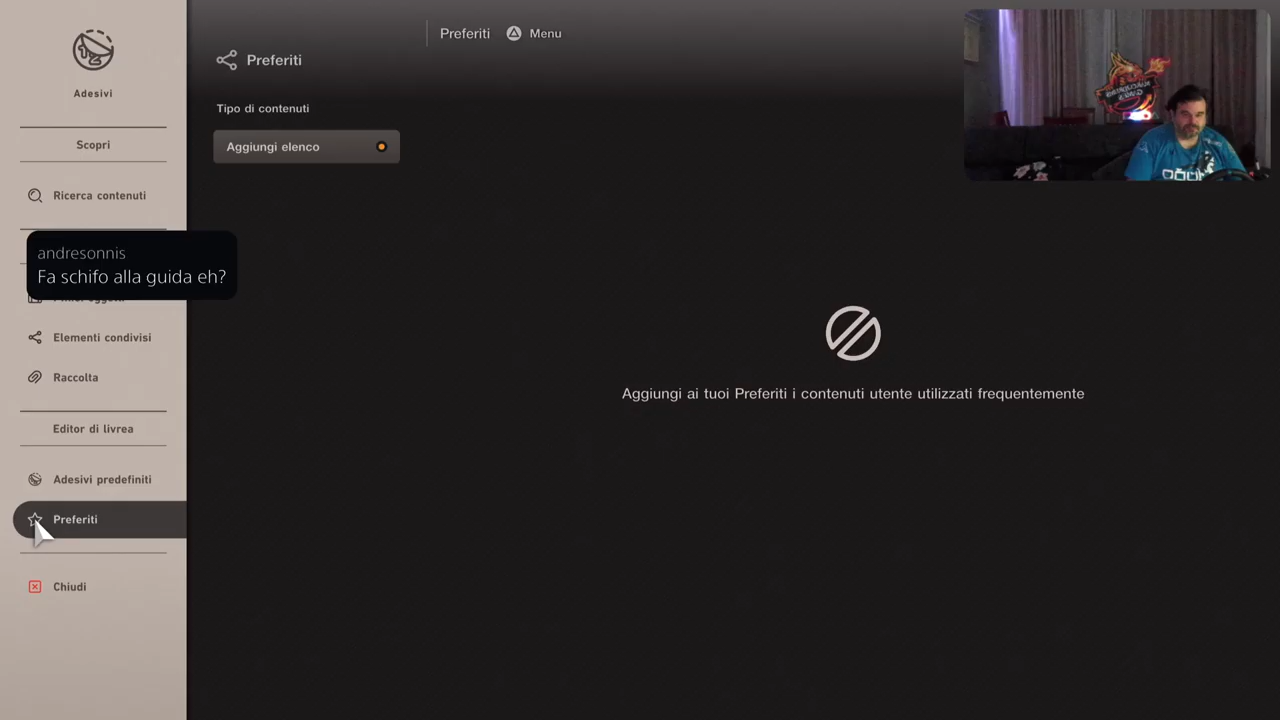 Adesivi
Scopri
Ricerca contenuti
andresonnis
Fa schifo alla guida eh?
Elementi condivisi
Raccolta
Editor di livrea
Adesivi predefiniti
Preferiti
Chiudi
Preferiti
Menu
Preferiti
Tipo di contenuti
Aggiungi elenco
Aggiungi ai tuoi Preferiti i contenuti utente utilizzati frequentemente